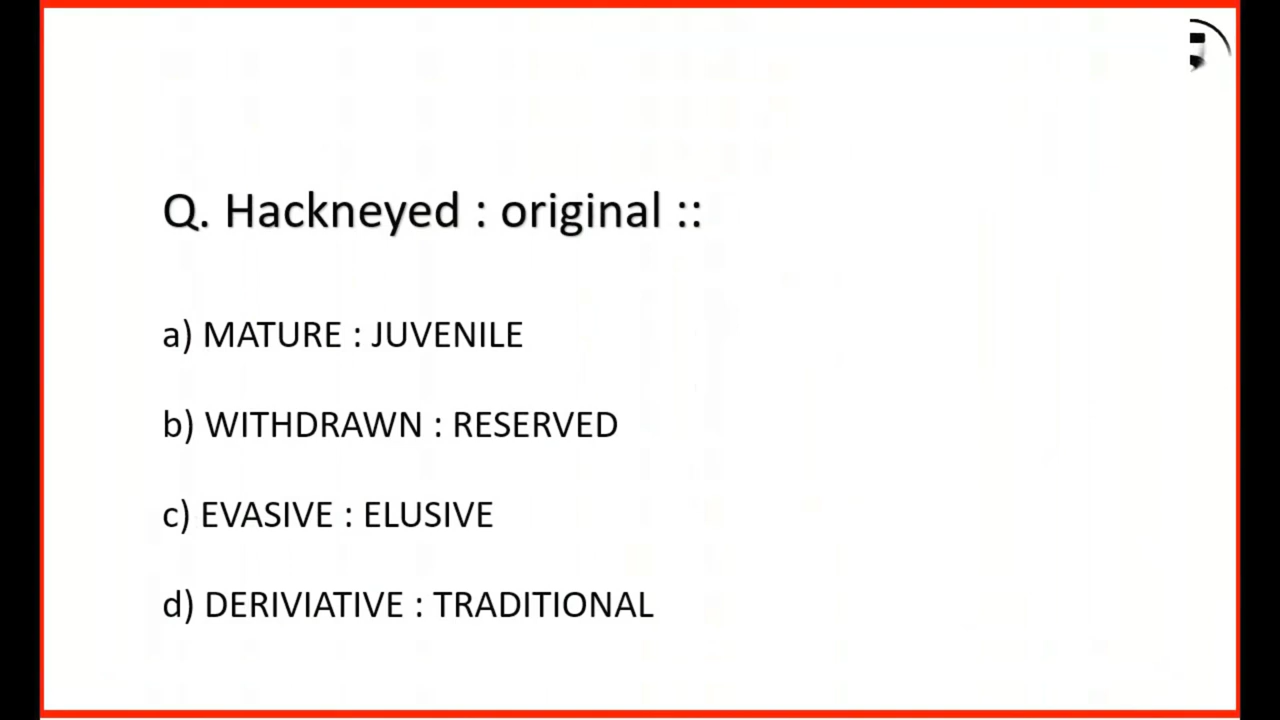 Q. Hackneyed : original ::
a) MATURE : JUVENILE
b) WITHDRAWN : RESERVED
c) EVASIVE : ELUSIVE
d) DERIVIATIVE : TRADITIONAL